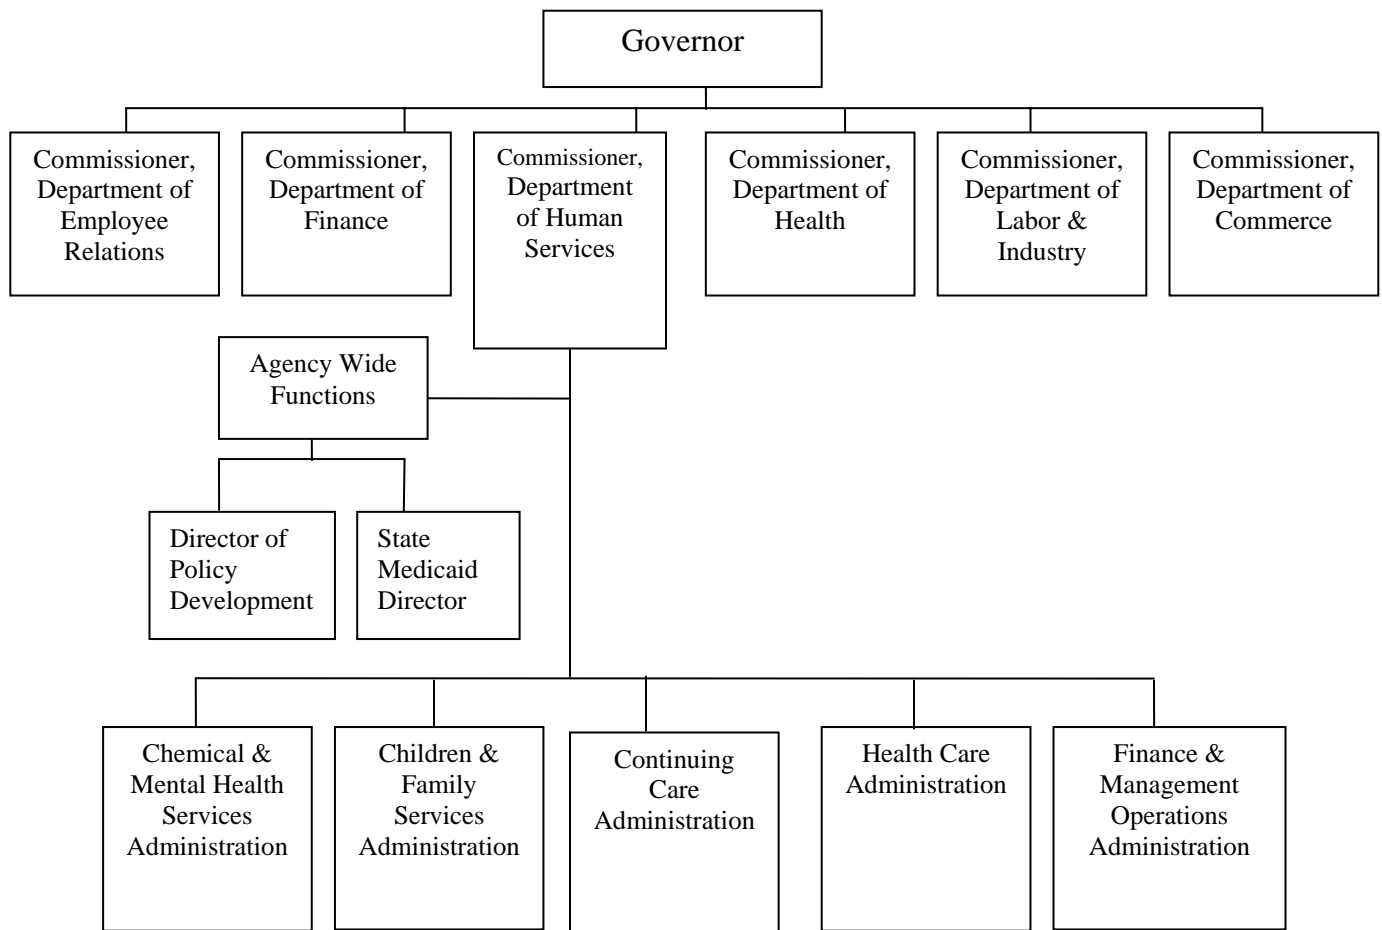 Governor
Commissioner,
Department of
Employee
Relations
Commissioner,
Department of
Finance
Commissioner,
Department
of Human
Services
Commissioner,
Department of
Health
Commissioner,
Department of
Labor &
Industry
Commissioner,
Department of
Commerce
Agency Wide
Functions
Director of
Policy
Development
State
Medicaid
Director
Chemical &
Mental Health
Services
Administration
Children &
Family
Services
Administration
Continuing
Care
Administration
Health Care
Administration
Finance &
Management
Operations
Administration